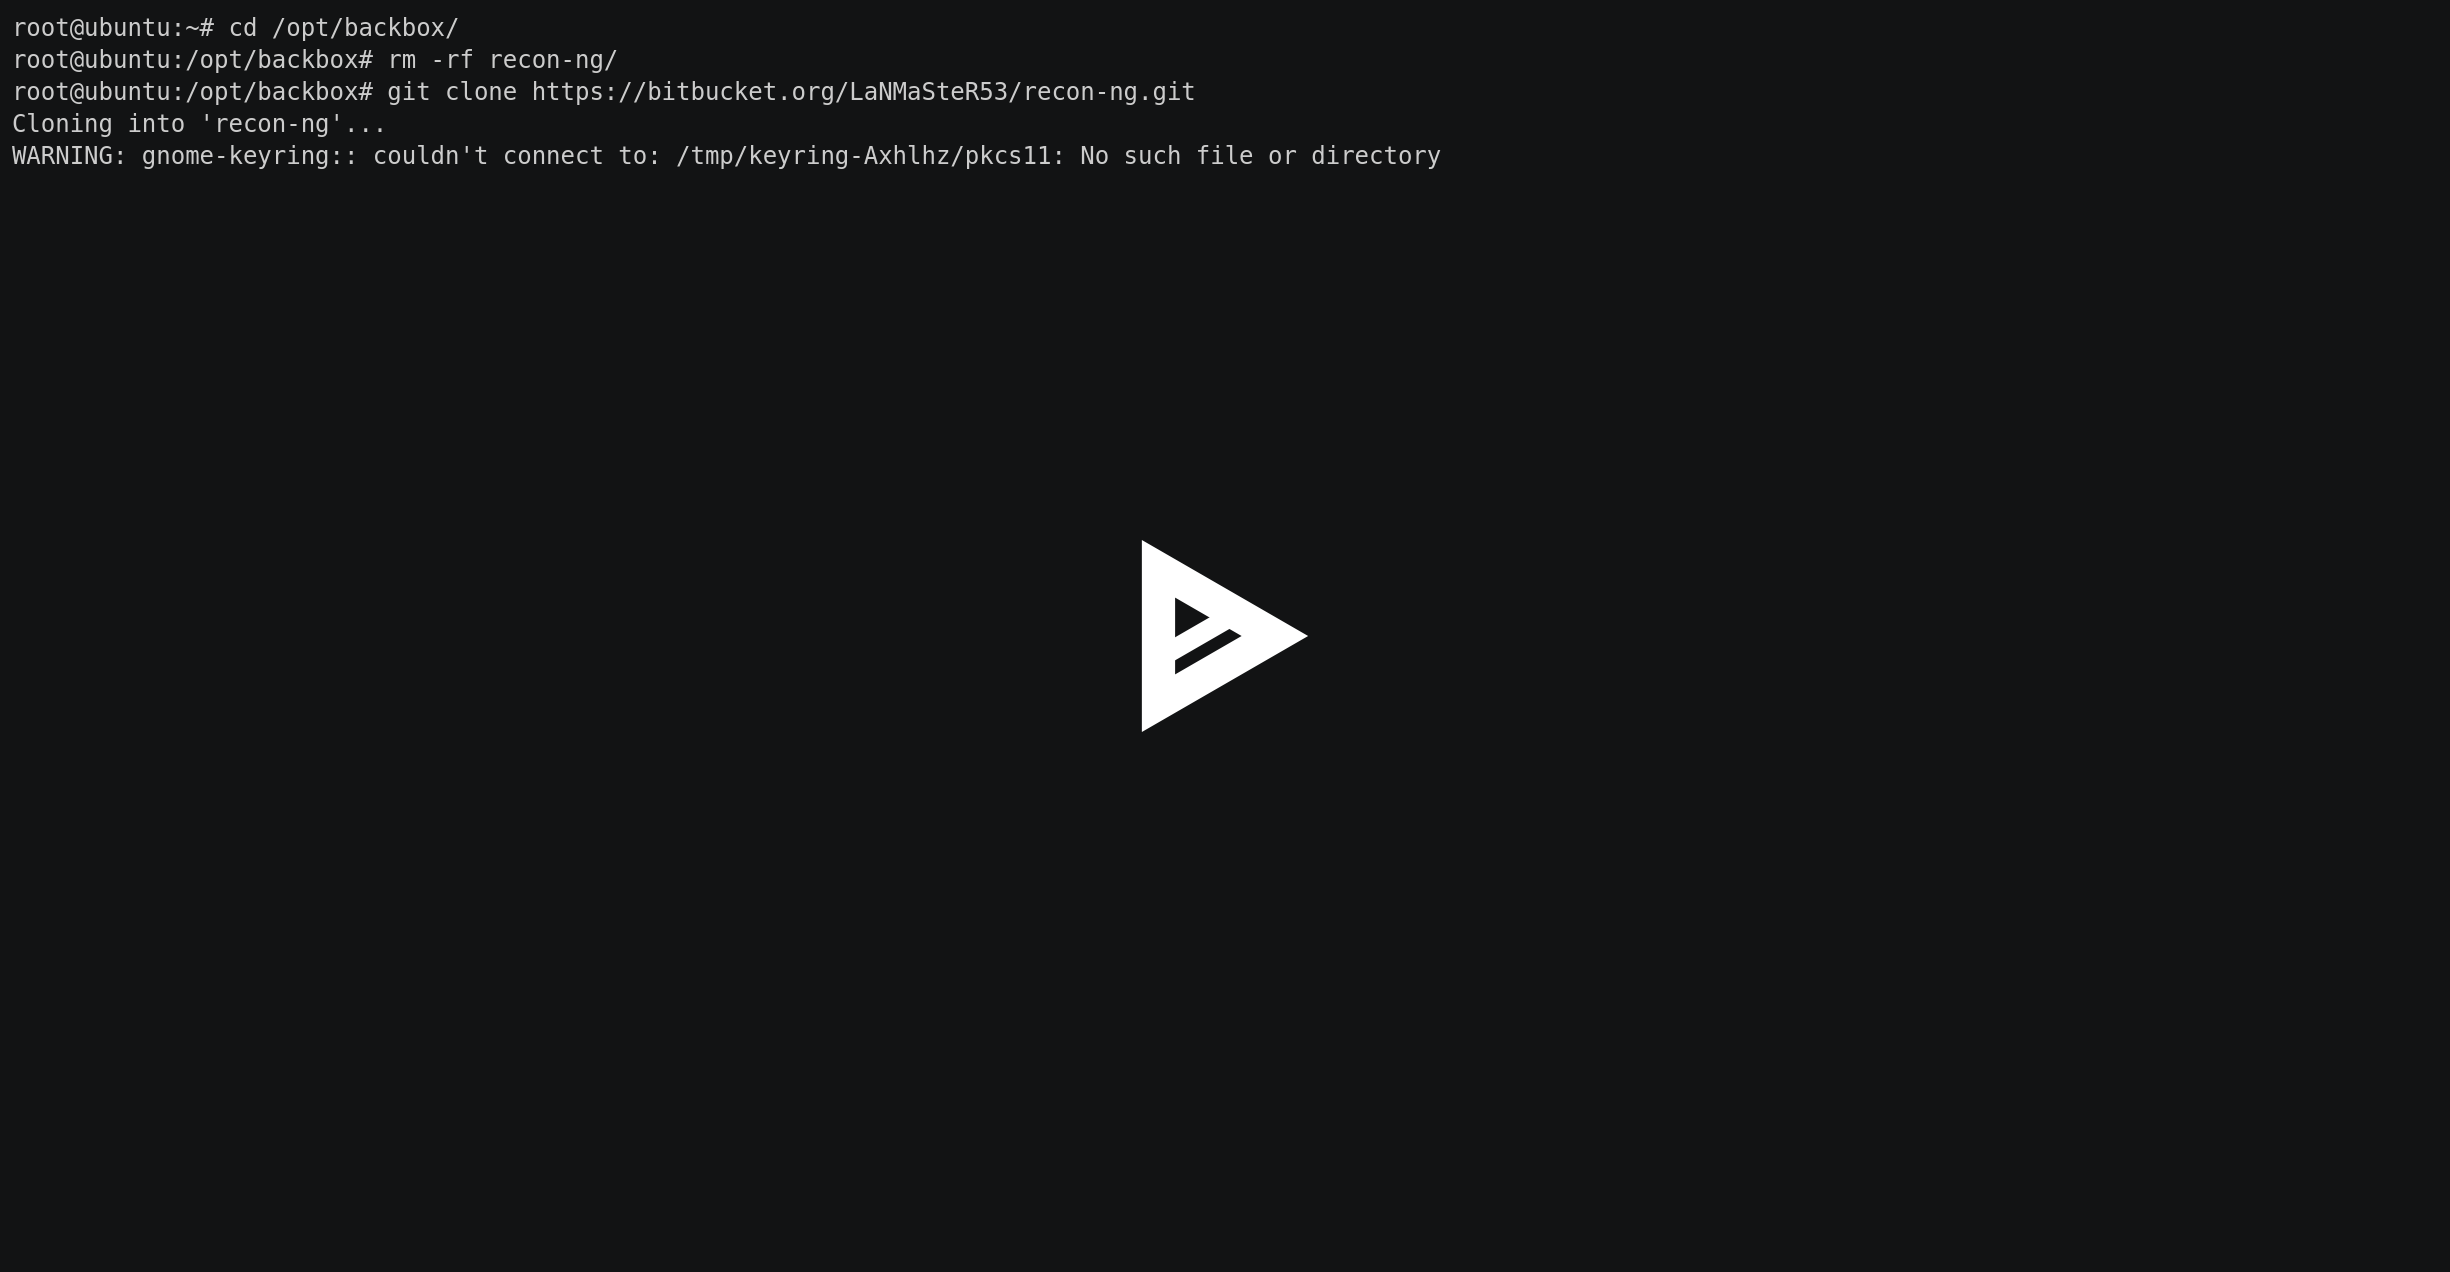 root@ubuntu:~# cd /opt/backbox/
root@ubuntu:/opt/backbox# rm -rf recon-ng/
root@ubuntu:/opt/backbox# git clone https://bitbucket.org/LaNMaSteR53/recon-ng.git
Cloning into 'recon-ng'...
WARNING: gnome-keyring:: couldn't connect to: /tmp/keyring-Axhlhz/pkcs11: No such file or directory